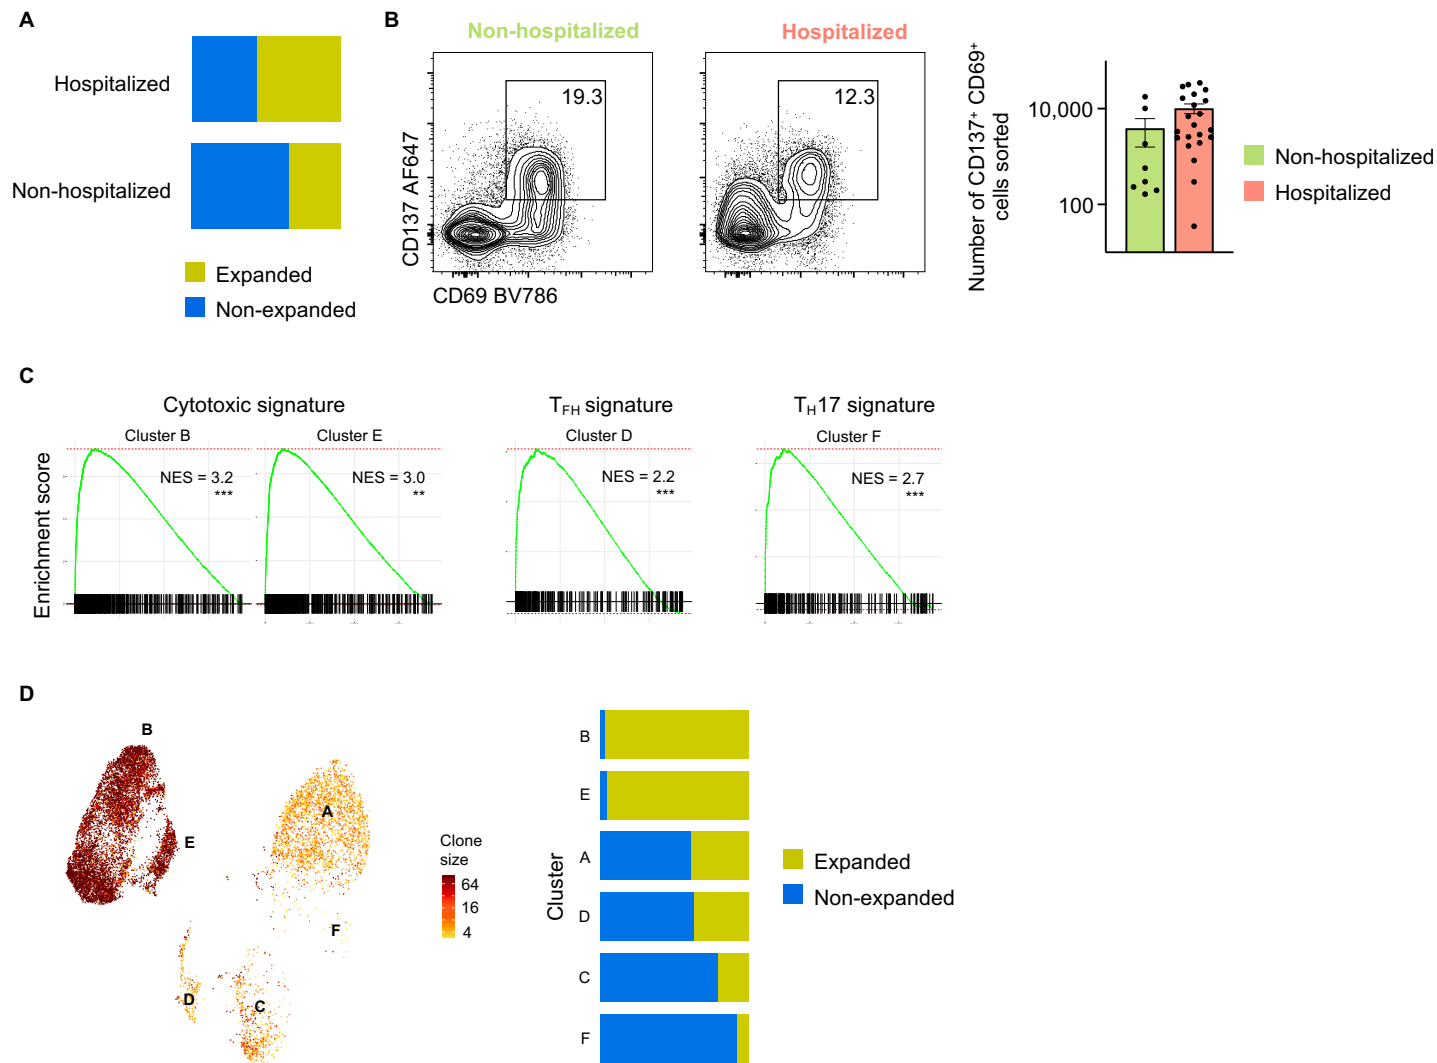 A
Hospitalized
Non-hospitalized
Expanded
Non-expanded
B
Non-hospitalized
Hospitalized
19.3
12.3
CD137 AF647
CD69 BV786
Number of CD137+ CD69+
cells sorted
10,000
100
Non-hospitalized
Hospitalized
C
Cytotoxic signature
TFH signature
TH17 signature
Cluster B
Cluster E
Cluster D
Cluster F
NES = 3.2
***
NES = 3.0
**
NES = 2.2
***
NES = 2.7
***
Enrichment score
D
B
E
A
F
D
C
Clone
size
64
16
4
Cluster
B
E
A
D
C
F
Expanded
Non-expanded